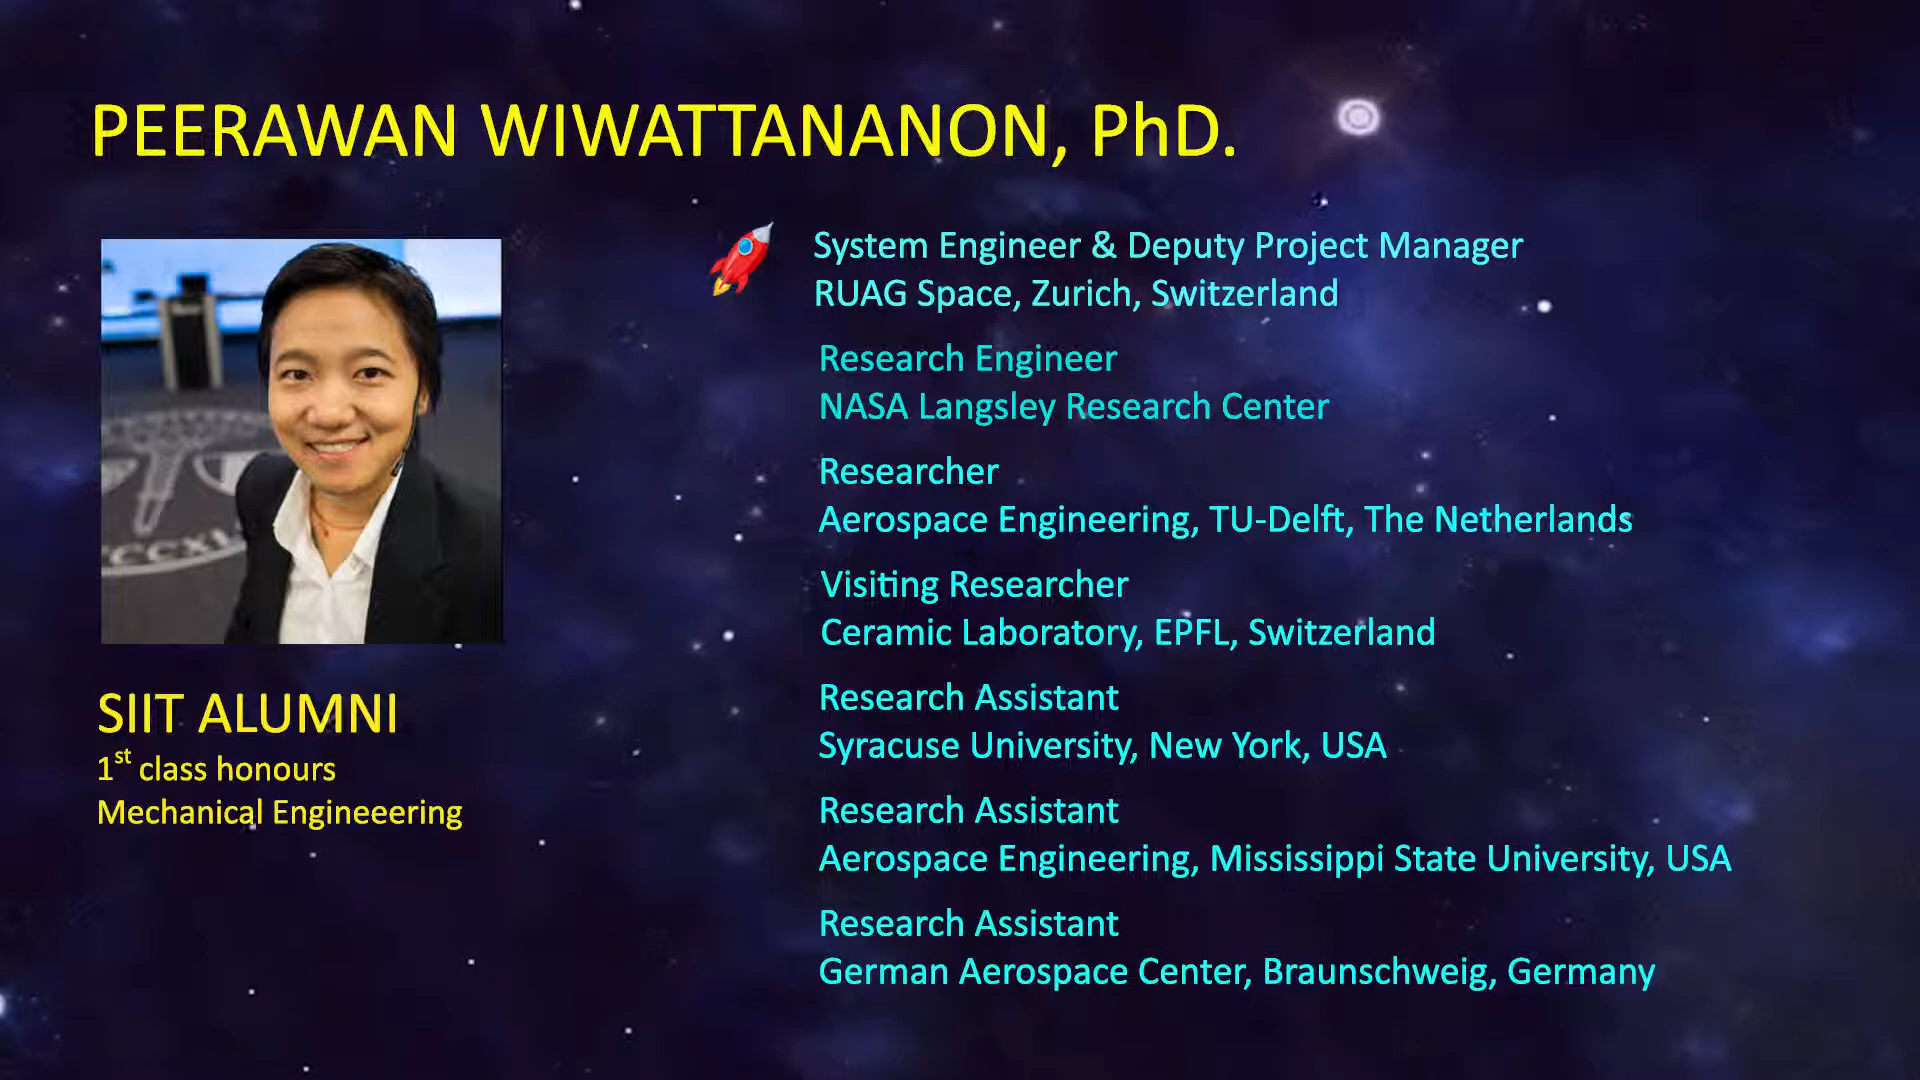 PEERAWAN WIWATTANANON, PhD.
System Engineer & Deputy Project Manager
RUAG Space, Zurich, Switzerland
Research Engineer
NASA Langsley Research Center
Researcher
Aerospace Engineering, TU-Delft, The Netherlands
Visiting Researcher
Ceramic Laboratory, EPFL, Switzerland
Research Assistant
Syracuse University, New York, USA
Research Assistant
Aerospace Engineering, Mississippi State University, USA
Research Assistant
German Aerospace Center, Braunschweig, Germany
SIIT ALUMNI
1st class honours
Mechanical Engineeering